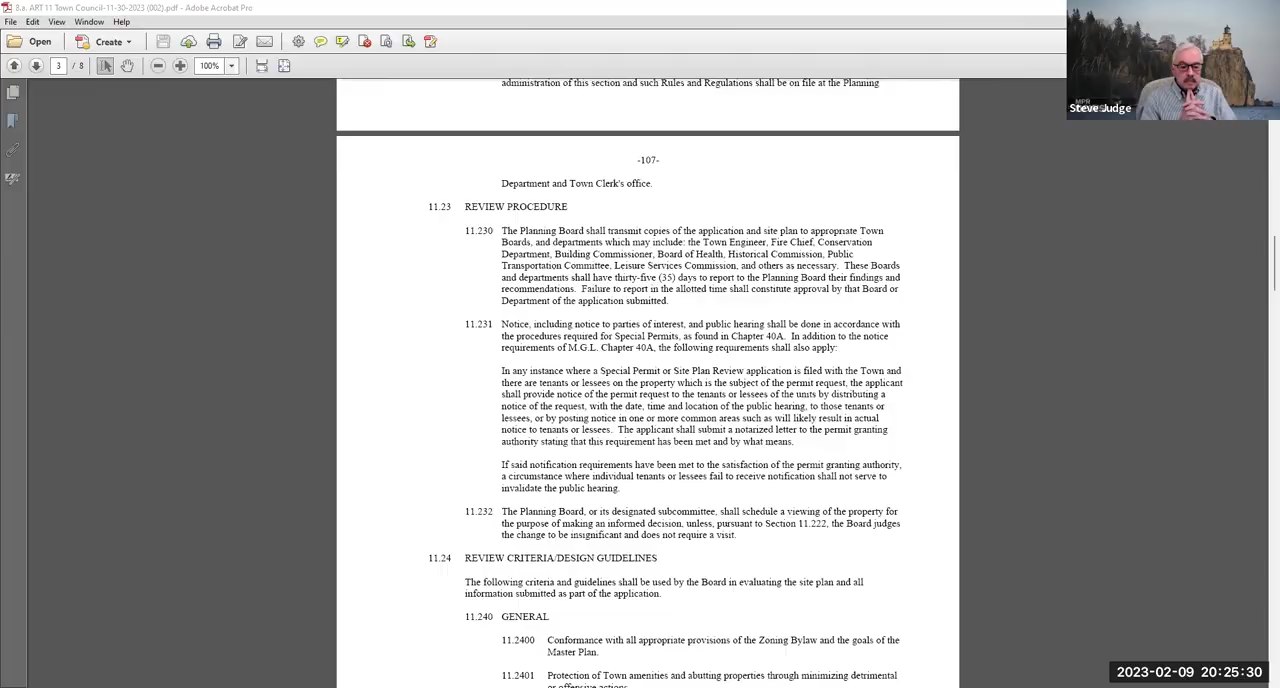 8.a. ART 11 Town Council-11-30-2023 (002).pdf - Adobe Acrobat Pro
File Edit View Window Help
Open Create
3 / 8 100%
administration of this section and such Rules and Regulations shall be on file at the Planning
-107-
Department and Town Clerk's office.
11.23 REVIEW PROCEDURE
11.230 The Planning Board shall transmit copies of the application and site plan to appropriate Town
Boards, and departments which may include: the Town Engineer, Fire Chief, Conservation
Department, Building Commissioner, Board of Health, Historical Commission, Public
Transportation Committee, Leisure Services Commission, and others as necessary. These Boards
and departments shall have thirty-five (35) days to report to the Planning Board their findings and
recommendations. Failure to report in the allotted time shall constitute approval by that Board or
Department of the application submitted.
11.231 Notice, including notice to parties of interest, and public hearing shall be done in accordance with
the procedures required for Special Permits, as found in Chapter 40A. In addition to the notice
requirements of M.G.L. Chapter 40A, the following requirements shall also apply:
In any instance where a Special Permit or Site Plan Review application is filed with the Town and
there are tenants or lessees on the property which is the subject of the permit request, the applicant
shall provide notice of the permit request to the tenants or lessees of the units by distributing a
notice of the request, with the date, time and location of the public hearing, to those tenants or
lessees, or by posting notice in one or more common areas such as will likely result in actual
notice to tenants or lessees. The applicant shall submit a notarized letter to the permit granting
authority stating that this requirement has been met and by what means.
If said notification requirements have been met to the satisfaction of the permit granting authority,
a circumstance where individual tenants or lessees fail to receive notification shall not serve to
invalidate the public hearing.
11.232 The Planning Board, or its designated subcommittee, shall schedule a viewing of the property for
the purpose of making an informed decision, unless, pursuant to Section 11.222, the Board judges
the change to be insignificant and does not require a visit.
11.24 REVIEW CRITERIA/DESIGN GUIDELINES
The following criteria and guidelines shall be used by the Board in evaluating the site plan and all
information submitted as part of the application.
11.240 GENERAL
11.2400 Conformance with all appropriate provisions of the Zoning Bylaw and the goals of the
Master Plan.
11.2401 Protection of Town amenities and abutting properties through minimizing detrimental
or offensive actions.
MPR
Steve Judge
2023-02-09 20:25:30